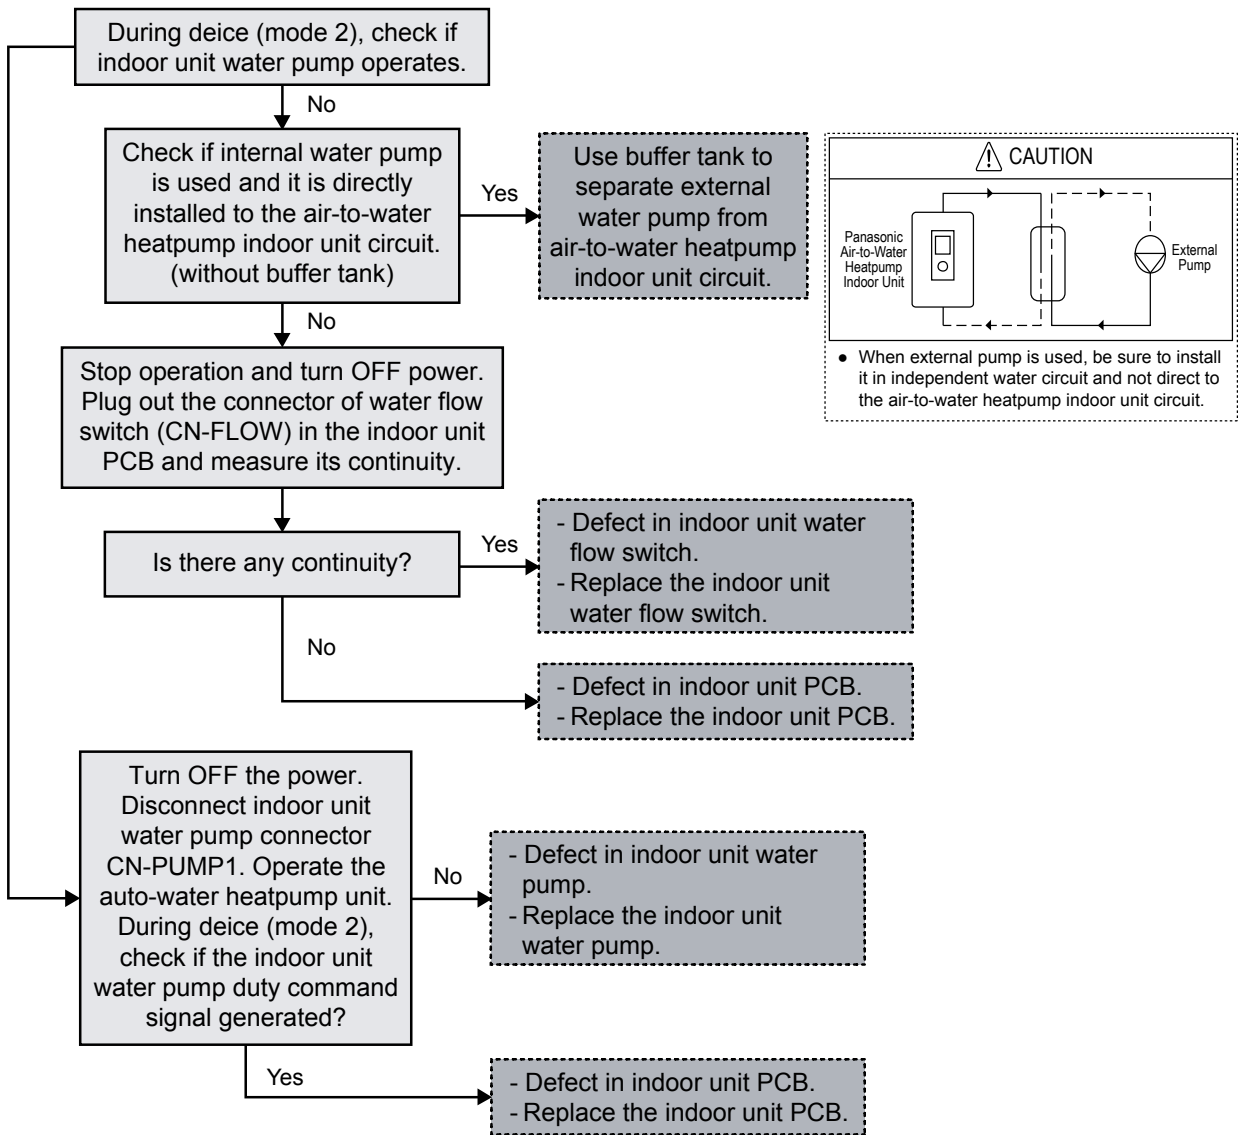 During deice (mode 2), check if
indoor unit water pump operates.
No
Check if internal water pump
is used and it is directly
installed to the air-to-water
heatpump indoor unit circuit.
(without buffer tank)
Yes
Use buffer tank to
separate external
water pump from
air-to-water heatpump
indoor unit circuit.
CAUTION
Panasonic
Air-to-Water
Heatpump
Indoor Unit
External
Pump
● When external pump is used, be sure to install
it in independent water circuit and not direct to
the air-to-water heatpump indoor unit circuit.
No
Stop operation and turn OFF power.
Plug out the connector of water flow
switch (CN-FLOW) in the indoor unit
PCB and measure its continuity.
Is there any continuity?
Yes
- Defect in indoor unit water
flow switch.
- Replace the indoor unit
water flow switch.
No
- Defect in indoor unit PCB.
- Replace the indoor unit PCB.
Turn OFF the power.
Disconnect indoor unit
water pump connector
CN-PUMP1. Operate the
auto-water heatpump unit.
During deice (mode 2),
check if the indoor unit
water pump duty command
signal generated?
No
- Defect in indoor unit water
pump.
- Replace the indoor unit
water pump.
Yes
- Defect in indoor unit PCB.
- Replace the indoor unit PCB.